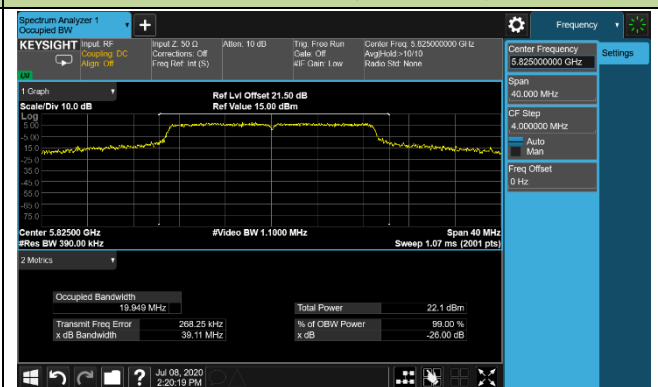 Spectrum Analyzer 1
Occupied BW
+
Frequency
KEYSIGHT
Input: RF
Coupling: DC
Align: Off
Input Z: 50 Ω
Corrections: Off
Freq Ref: Int (S)
Atten: 10 dB
Trig: Free Run
Gate: Off
#IF Gain: Low
Center Freq: 5.825000000 GHz
Avg|Hold:>10/10
Radio Std: None
Center Frequency
5.825000000 GHz
Settings
Span
40.000 MHz
CF Step
4.000000 MHz
Auto
Man
Freq Offset
0 Hz
1 Graph
Scale/Div 10.0 dB
Ref Lvl Offset 21.50 dB
Ref Value 15.00 dBm
Log
5.00
-5.00
-15.0
-25.0
-35.0
-45.0
-55.0
-65.0
-75.0
Center 5.82500 GHz
#Video BW 1.1000 MHz
Span 40 MHz
#Res BW 390.00 kHz
Sweep 1.07 ms (2001 pts)
2 Metrics
Occupied Bandwidth
19.949 MHz
Total Power 22.1 dBm
Transmit Freq Error 268.25 kHz
% of OBW Power 99.00 %
x dB Bandwidth 39.11 MHz
x dB -26.00 dB
?
Jul 08, 2020
2:20:19 PM